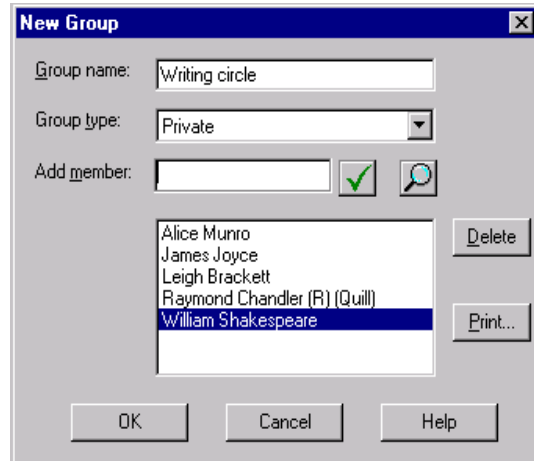 New Group
Group name: Writing circle
Group type: Private
Add member:
Alice Munro
James Joyce
Leigh Brackett
Raymond Chandler (R) (Quill)
William Shakespeare
Delete
Print...
OK Cancel Help